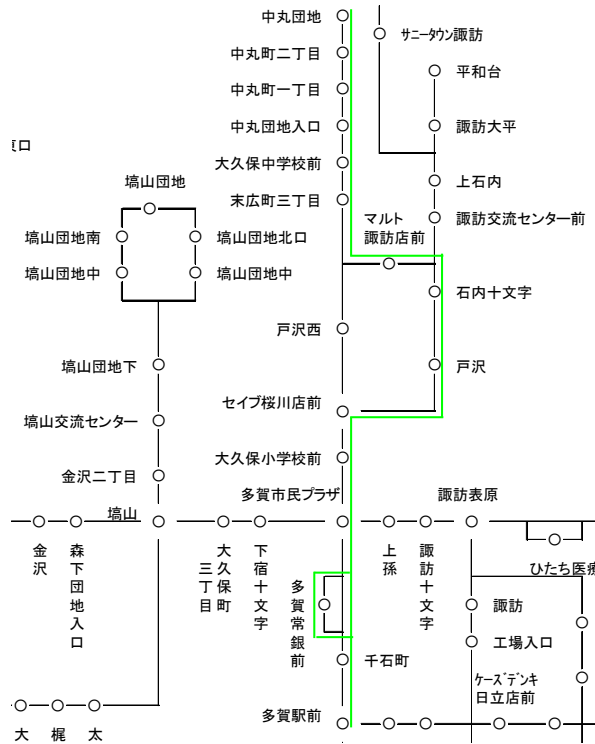 中丸団地
サニータウン諏訪
中丸町二丁目
平和台
中丸町一丁目
中丸団地入口
諏訪大平
東口
大久保中学校前
塙山団地
上石内
末広町三丁目
マルト
諏訪店前
諏訪交流センター前
塙山団地南
塙山団地北口
塙山団地中
塙山団地中
石内十文字
戸沢西
塙山団地下
戸沢
セイブ桜川店前
塙山交流センター
大久保小学校前
金沢二丁目
多賀市民プラザ
諏訪表原
塙山
金沢
森下団地入口
大久保町
三丁目
下宿十文字
多賀常銀前
上孫
諏訪十文字
ひたち医療
諏訪
工場入口
千石町
ケーズデンキ
日立店前
多賀駅前
大
梶
太